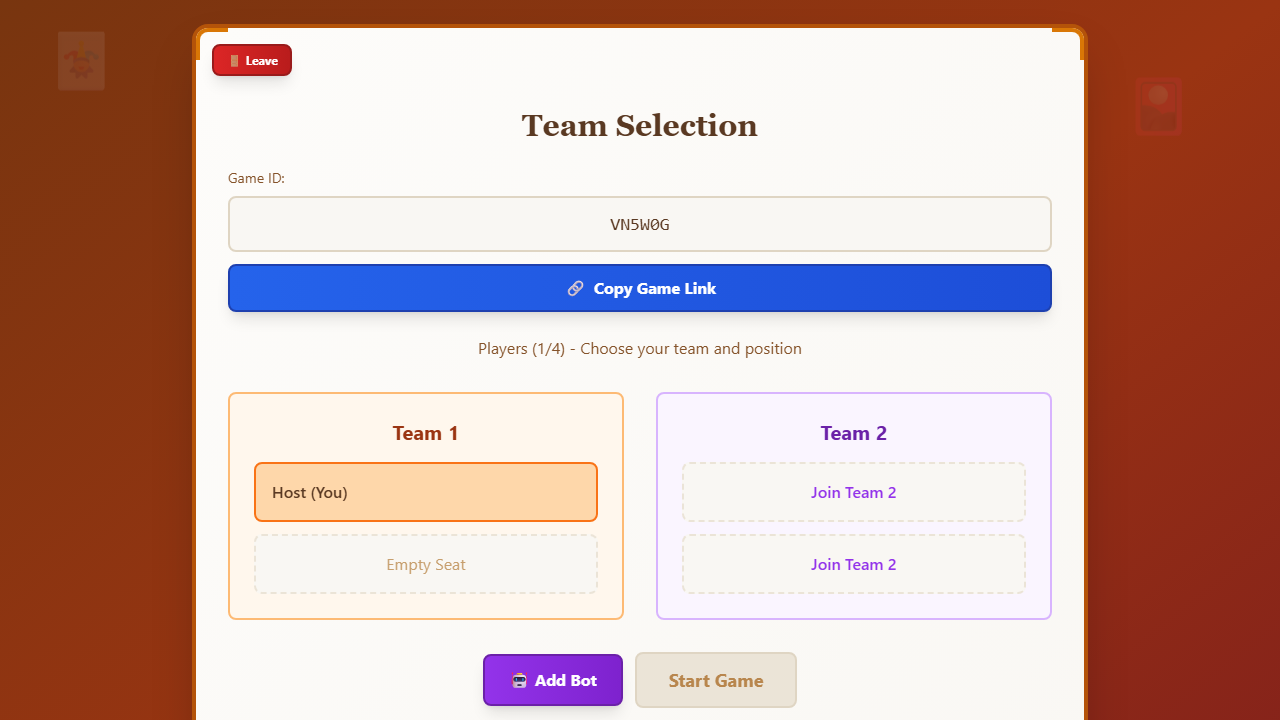 Leave
Team Selection
Game ID:
VN5W0G
Copy Game Link
Players (1/4) - Choose your team and position
Team 1
Host (You)
Empty Seat
Team 2
Join Team 2
Join Team 2
Add Bot
Start Game